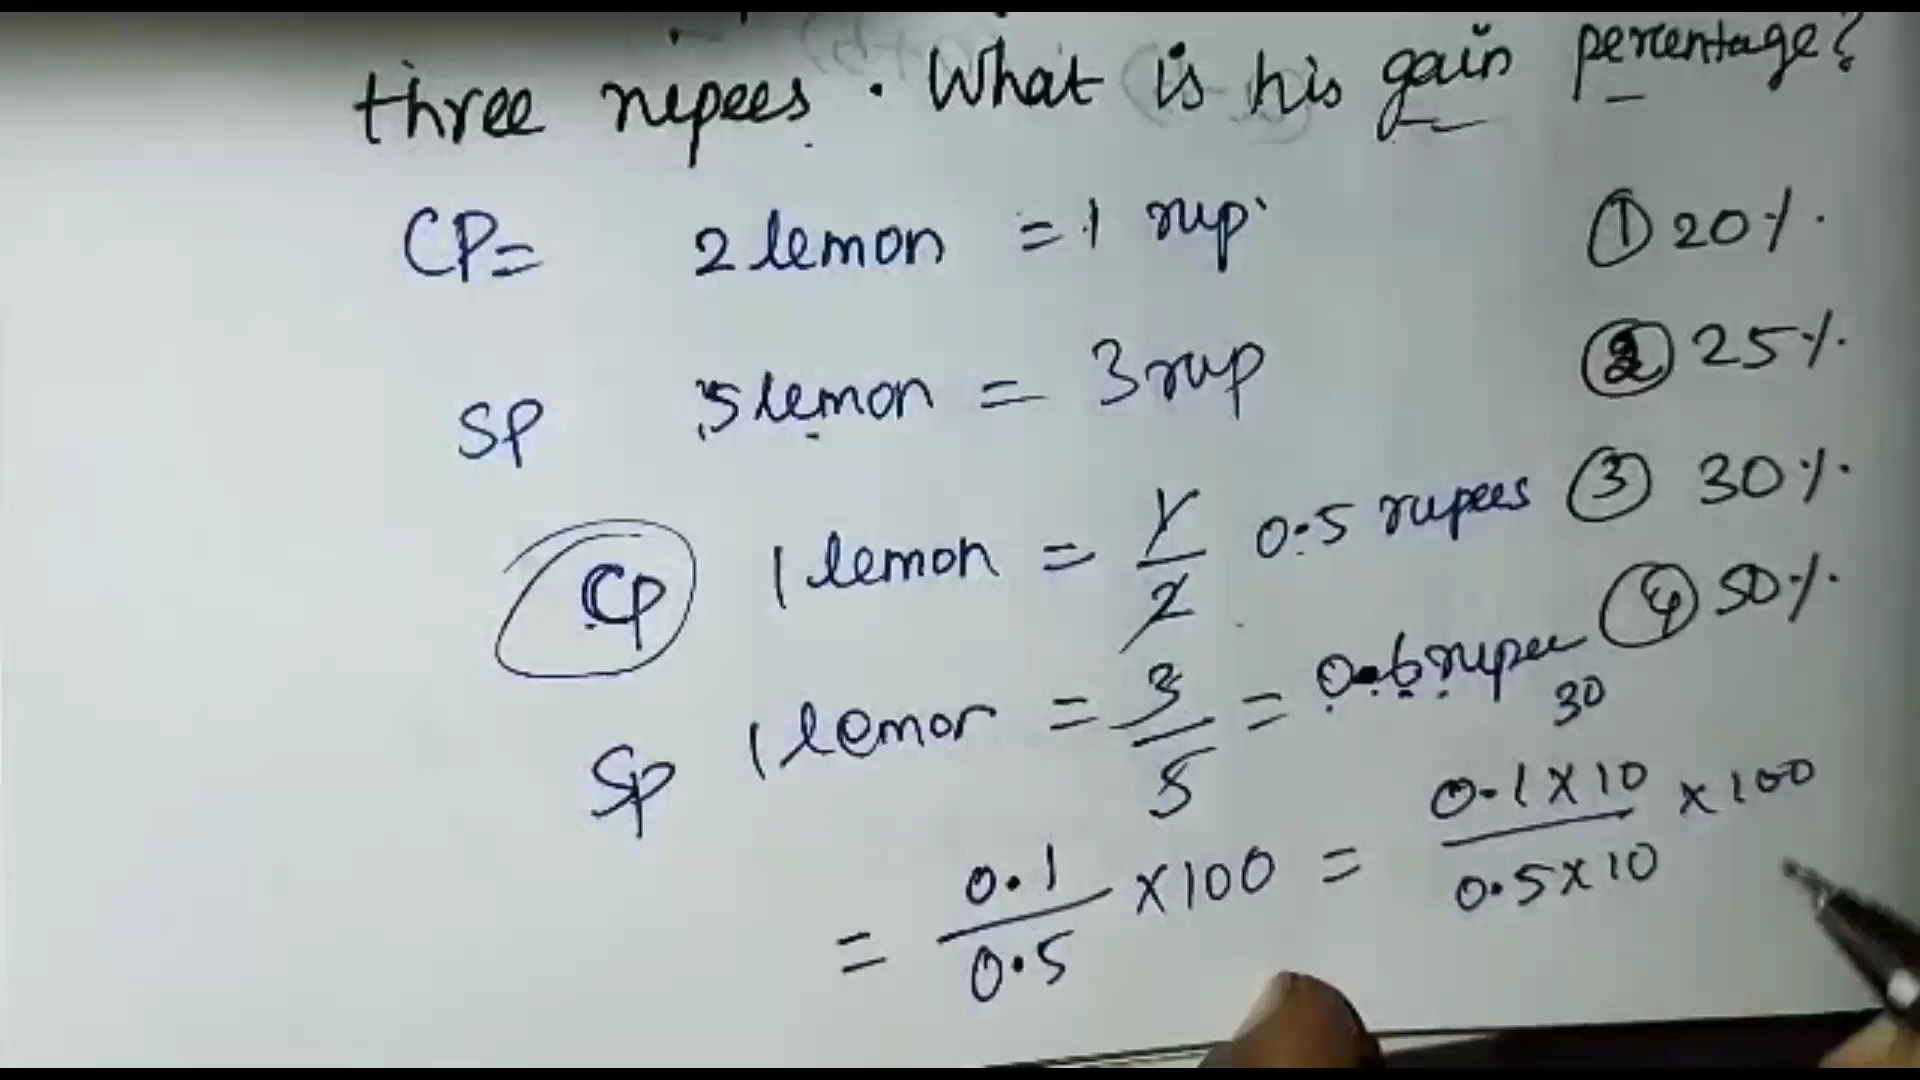 three rupees. What is his gain percentage?
CP= 2 lemon = 1 rup.
① 20%.
SP 5 lemon = 3 rup
② 25%.
CP 1 lemon = 1/2 0.5 rupees
③ 30%.
④ 50%.
SP 1 lemon = 3/5 = 0.6 rupee
30
= 0.1/0.5 ×100 = 0.1×10/0.5×10 ×100